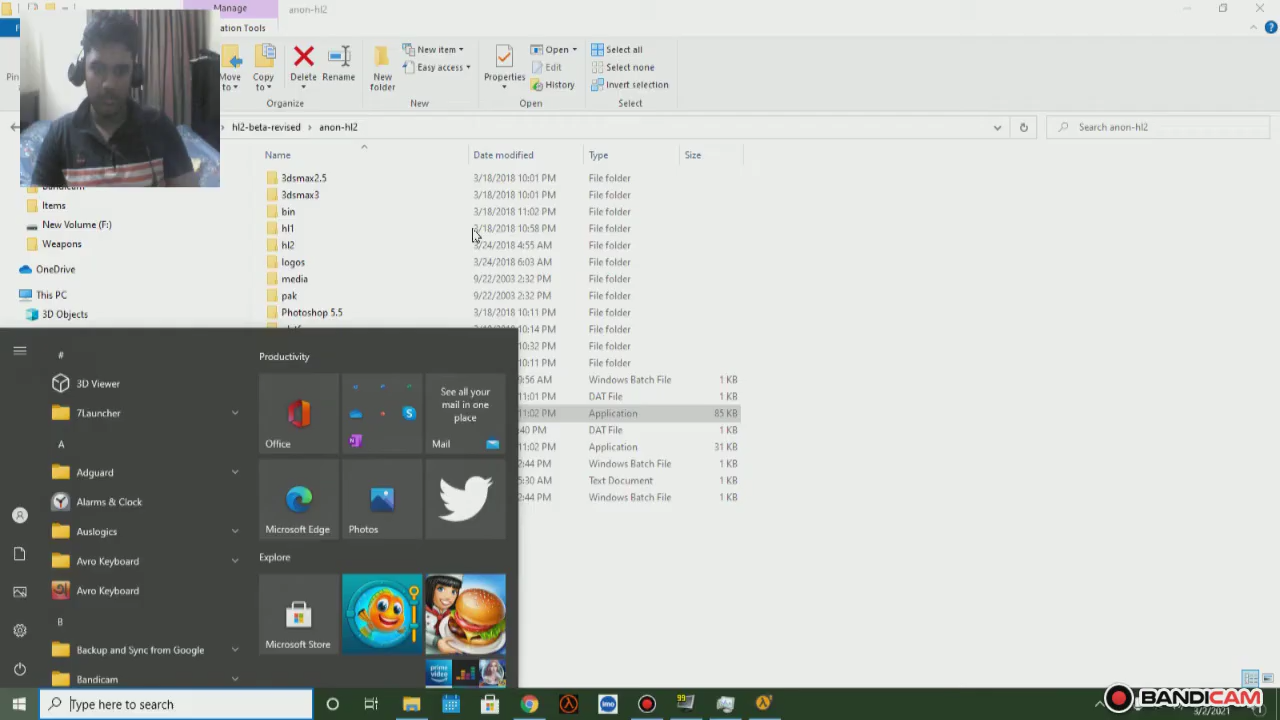 Manage
anon-hl2
ation Tools
Move to
Copy to
Delete
Rename
New folder
New item
Easy access
Properties
Open
Edit
History
Select all
Select none
Invert selection
Organize
New
Open
Select
hl2-beta-revised > anon-hl2
Search anon-hl2
Name
Date modified
Type
Size
3dsmax2.5 3/18/2018 10:01 PM File folder
3dsmax3 3/18/2018 10:01 PM File folder
bin 3/18/2018 11:02 PM File folder
hl1 3/18/2018 10:58 PM File folder
hl2 3/24/2018 4:55 AM File folder
logos 3/24/2018 6:03 AM File folder
media 9/22/2003 2:32 PM File folder
pak 9/22/2003 2:32 PM File folder
Photoshop 5.5 3/18/2018 10:11 PM File folder
10:14 PM File folder
10:32 PM File folder
10:11 PM File folder
9:56 AM Windows Batch File 1 KB
11:01 PM DAT File 1 KB
11:02 PM Application 85 KB
:40 PM DAT File 1 KB
11:02 PM Application 31 KB
2:44 PM Windows Batch File 1 KB
5:30 AM Text Document 1 KB
2:44 PM Windows Batch File 1 KB
Items
New Volume (F:)
Weapons
OneDrive
This PC
3D Objects
#
3D Viewer
7Launcher
A
Adguard
Alarms & Clock
Auslogics
Avro Keyboard
Avro Keyboard
B
Backup and Sync from Google
Bandicam
Productivity
Office
See all your
mail in one
place
Mail
Microsoft Edge
Photos
Explore
Microsoft Store
prime video
Type here to search
imo
99
BANDICAM
3/2/2021